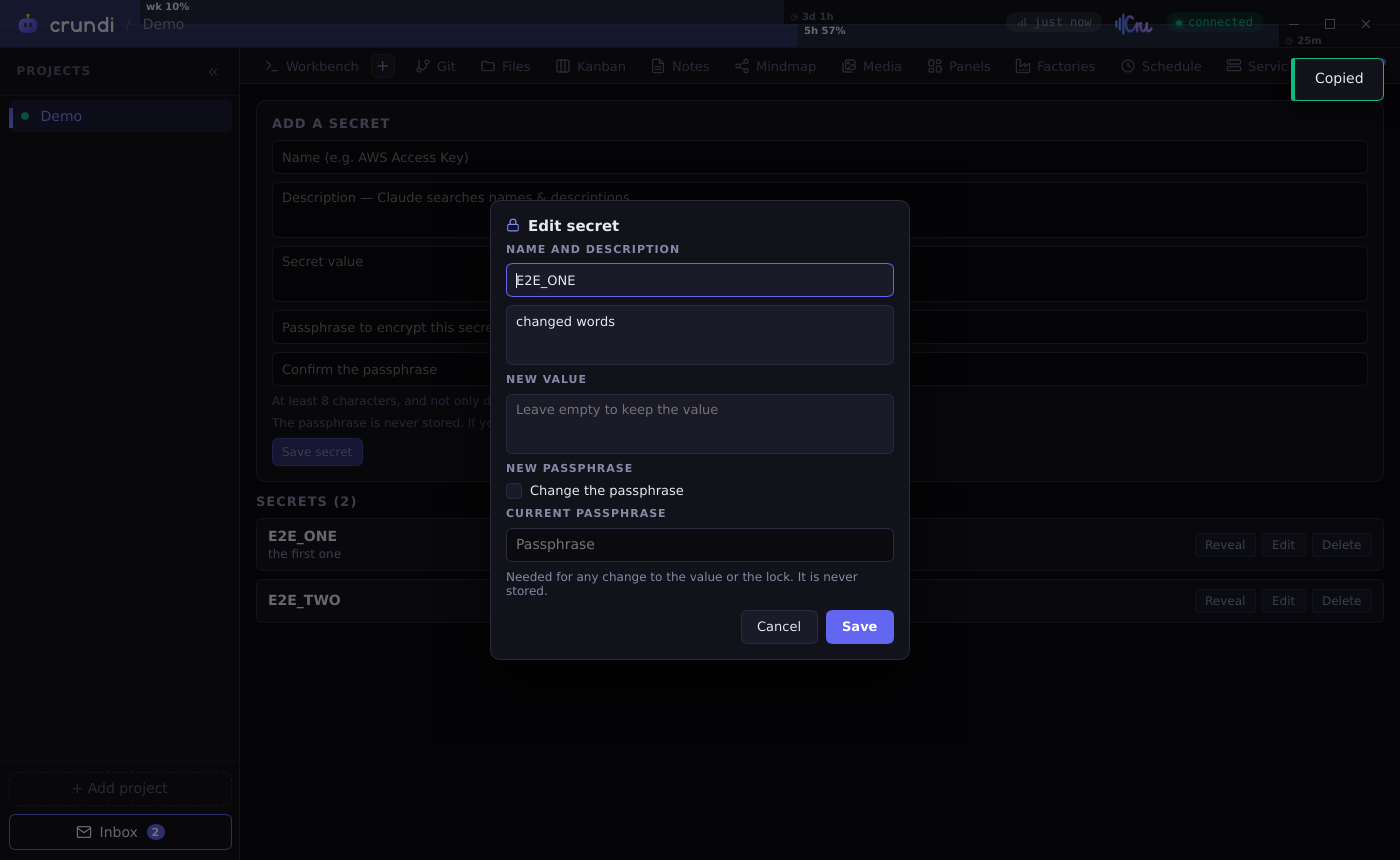 wk 10%
crundi / Demo
3d 1h
5h 57%
just now
Cru
connected
25m
PROJECTS «
Workbench + Git Files Kanban Notes Mindmap Media Panels Factories Schedule Servic
Copied
Demo
ADD A SECRET
Name (e.g. AWS Access Key)
Description — Claude searches names & descriptions
Secret value
Passphrase to encrypt this secre
Confirm the passphrase
At least 8 characters, and not only d
The passphrase is never stored. If yo
Save secret
SECRETS (2)
E2E_ONE
the first one
Reveal Edit Delete
E2E_TWO
Reveal Edit Delete
Edit secret
NAME AND DESCRIPTION
E2E_ONE
changed words
NEW VALUE
Leave empty to keep the value
NEW PASSPHRASE
Change the passphrase
CURRENT PASSPHRASE
Passphrase
Needed for any change to the value or the lock. It is never
stored.
Cancel Save
+ Add project
Inbox 2